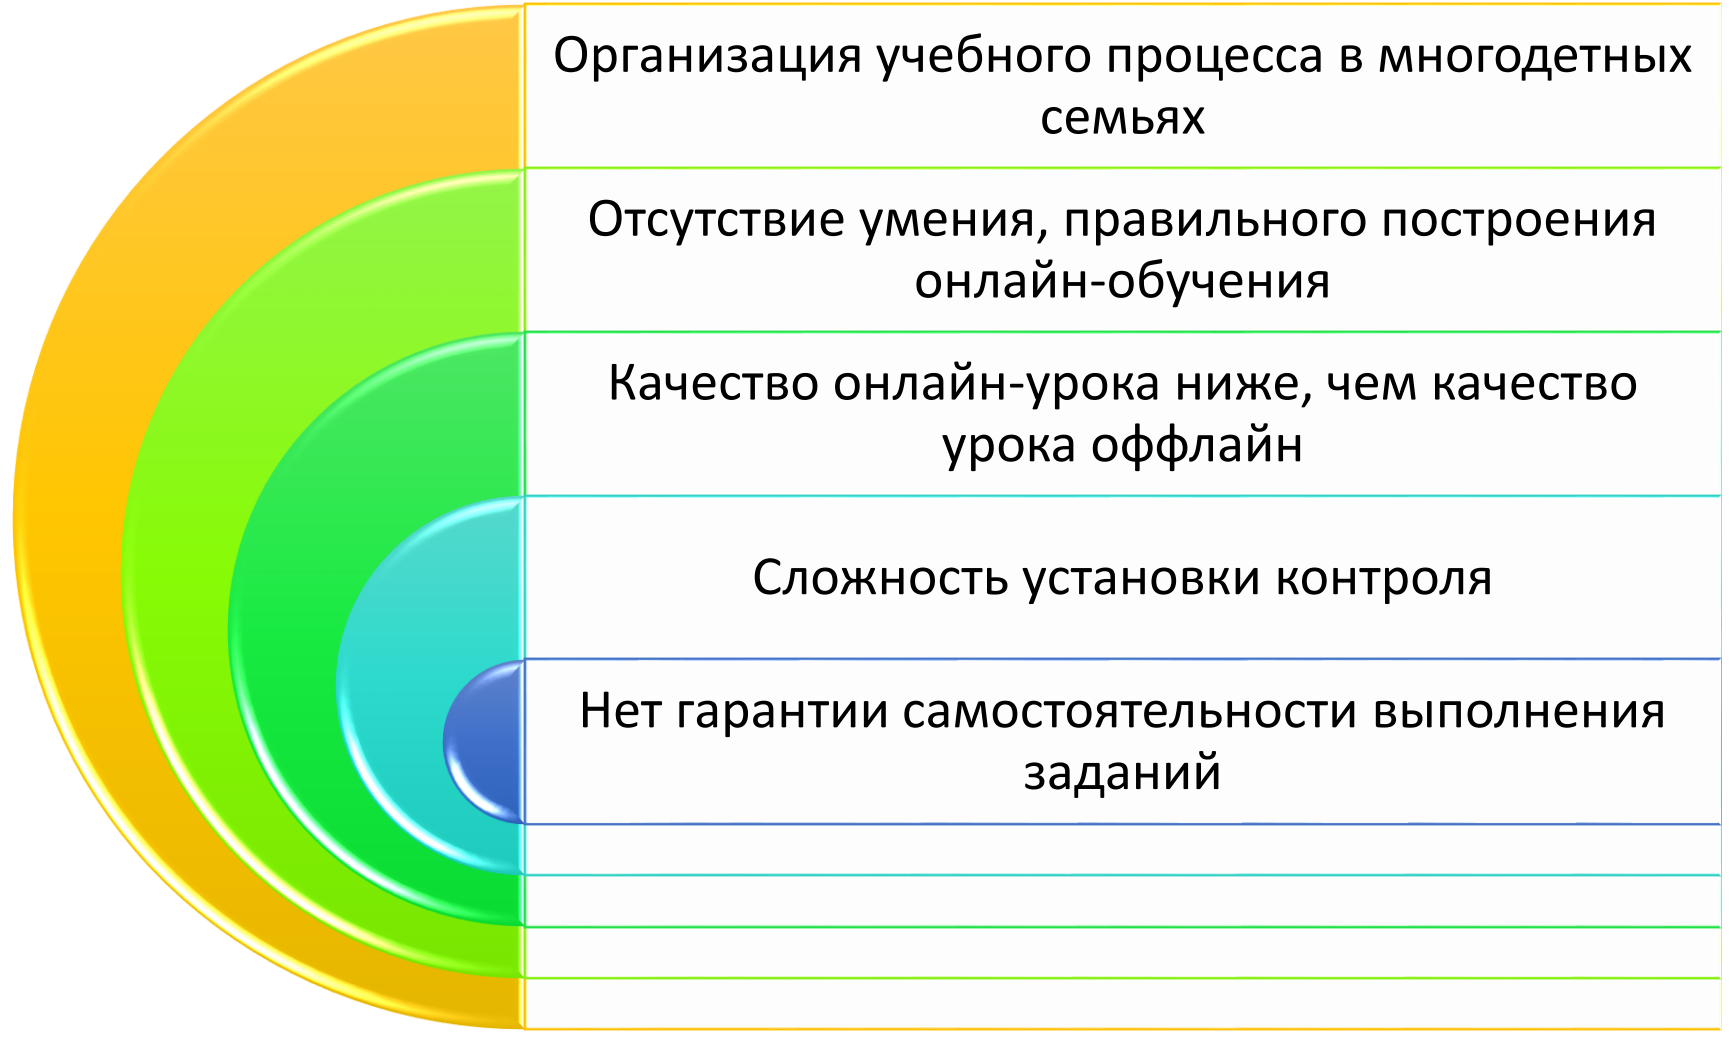 Организация учебного процесса в многодетных
семьях
Отсутствие умения, правильного построения
онлайн-обучения
Качество онлайн-урока ниже, чем качество
урока оффлайн
Сложность установки контроля
Нет гарантии самостоятельности выполнения
заданий